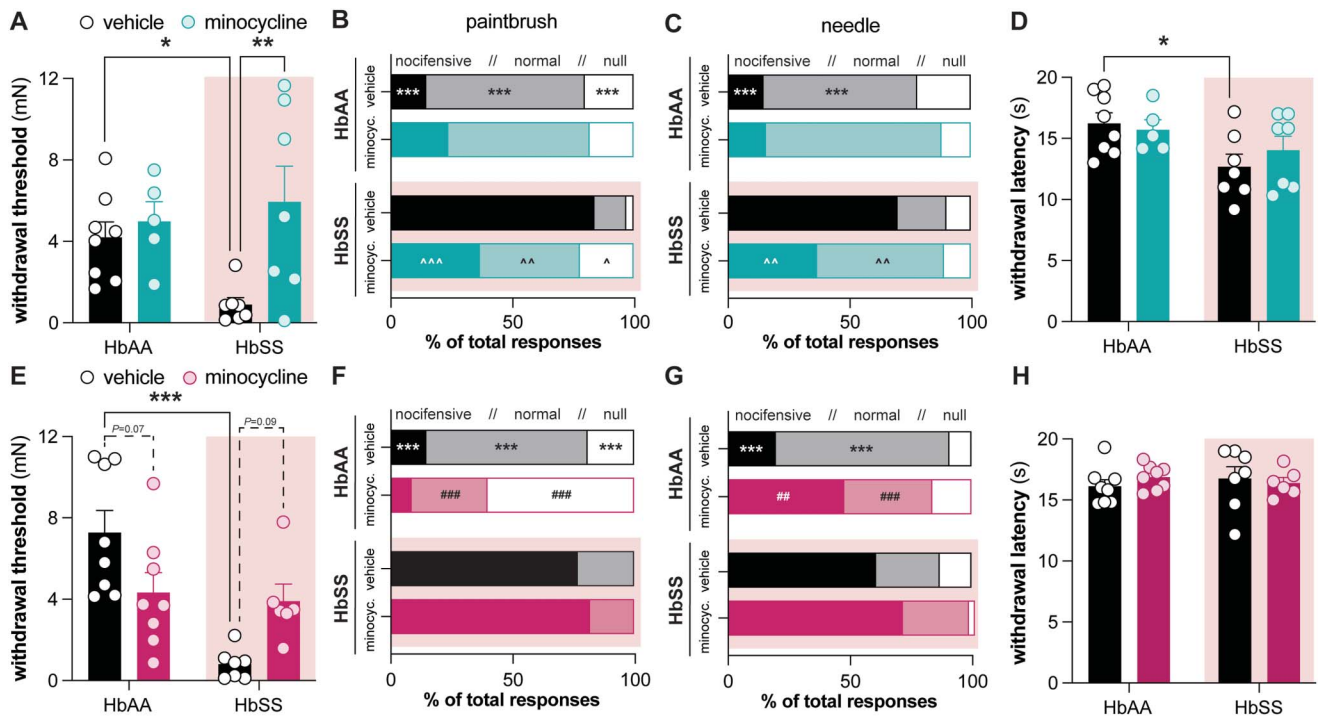 A
vehicle
minocycline
*
**
withdrawal threshold (mN)
12
8
4
0
HbAA
HbSS
B
paintbrush
nocifensive // normal // null
HbAA
vehicle
***
***
***
minocyc.
HbSS
vehicle
minocyc.
^^^
^^
^
0
50
100
% of total responses
C
needle
nocifensive // normal // null
HbAA
vehicle
***
***
minocyc.
HbSS
vehicle
minocyc.
^^
^^
0
50
100
% of total responses
D
*
withdrawal latency (s)
20
15
10
5
0
HbAA
HbSS
E
vehicle
minocycline
***
P=0.07
P=0.09
withdrawal threshold (mN)
12
8
4
0
HbAA
HbSS
F
nocifensive // normal // null
HbAA
vehicle
***
***
***
minocyc.
###
###
HbSS
vehicle
minocyc.
0
50
100
% of total responses
G
nocifensive // normal // null
HbAA
vehicle
***
***
minocyc.
##
###
HbSS
vehicle
minocyc.
0
50
100
% of total responses
H
withdrawal latency (s)
20
15
10
5
0
HbAA
HbSS